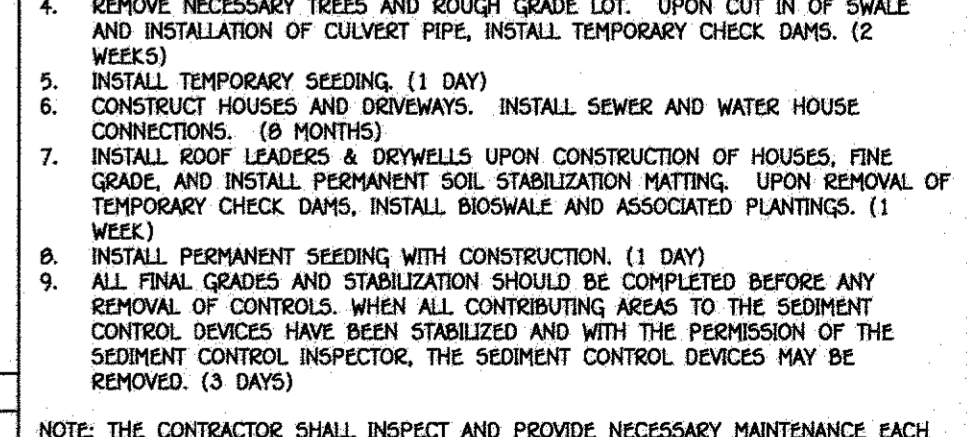 4. REMOVE NECESSARY TREES AND ROUGH GRADE LOT. UPON CUT IN OF SWALE
AND INSTALLATION OF CULVERT PIPE, INSTALL TEMPORARY CHECK DAMS. (2
WEEKS)
5. INSTALL TEMPORARY SEEDING. (1 DAY)
6. CONSTRUCT HOUSES AND DRIVEWAYS. INSTALL SEWER AND WATER HOUSE
CONNECTIONS. (8 MONTHS)
7. INSTALL ROOF LEADERS & DRYWELLS UPON CONSTRUCTION OF HOUSES, FINE
GRADE, AND INSTALL PERMANENT SOIL STABILIZATION MATTING. UPON REMOVAL OF
TEMPORARY CHECK DAMS, INSTALL BIOSWALE AND ASSOCIATED PLANTINGS. (1
WEEK)
8. INSTALL PERMANENT SEEDING WITH CONSTRUCTION. (1 DAY)
9. ALL FINAL GRADES AND STABILIZATION SHOULD BE COMPLETED BEFORE ANY
REMOVAL OF CONTROLS. WHEN ALL CONTRIBUTING AREAS TO THE SEDIMENT
CONTROL DEVICES HAVE BEEN STABILIZED AND WITH THE PERMISSION OF THE
SEDIMENT CONTROL INSPECTOR, THE SEDIMENT CONTROL DEVICES MAY BE
REMOVED. (3 DAYS)
NOTE: THE CONTRACTOR SHALL INSPECT AND PROVIDE NECESSARY MAINTENANCE EACH